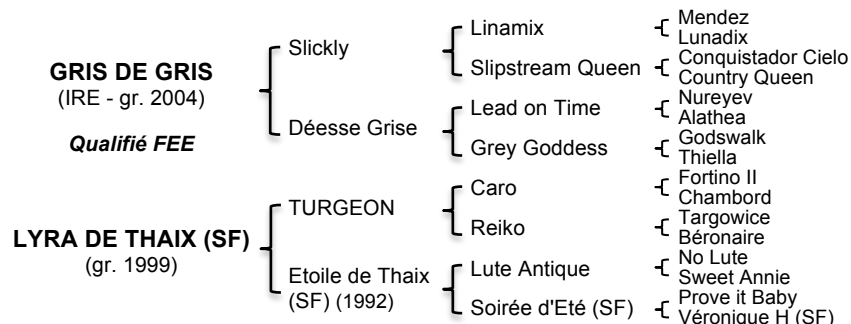 GRIS DE GRIS
(IRE - gr. 2004)
Qualifié FEE
LYRA DE THAIX (SF)
(gr. 1999)
Slickly
Déesse Grise
TURGEON
Etoile de Thaix
(SF) (1992)
Linamix
Slipstream Queen
Lead on Time
Grey Goddess
Caro
Reiko
Lute Antique
Soirée d'Eté (SF)
Mendez
Lunadix
Conquistador Cielo
Country Queen
Nureyev
Alathea
Godswalk
Thiella
Fortino II
Chambord
Targowice
Béronaire
No Lute
Sweet Annie
Prove it Baby
Véronique H (SF)